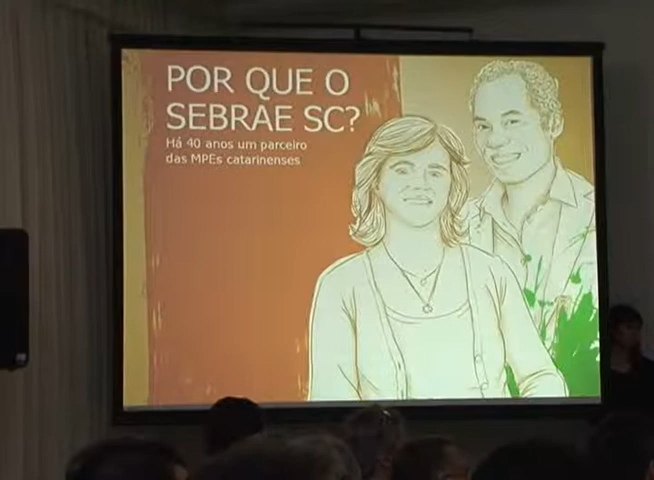 POR QUE O
SEBRAE SC?
Há 40 anos um parceiro
das MPEs catarinenses